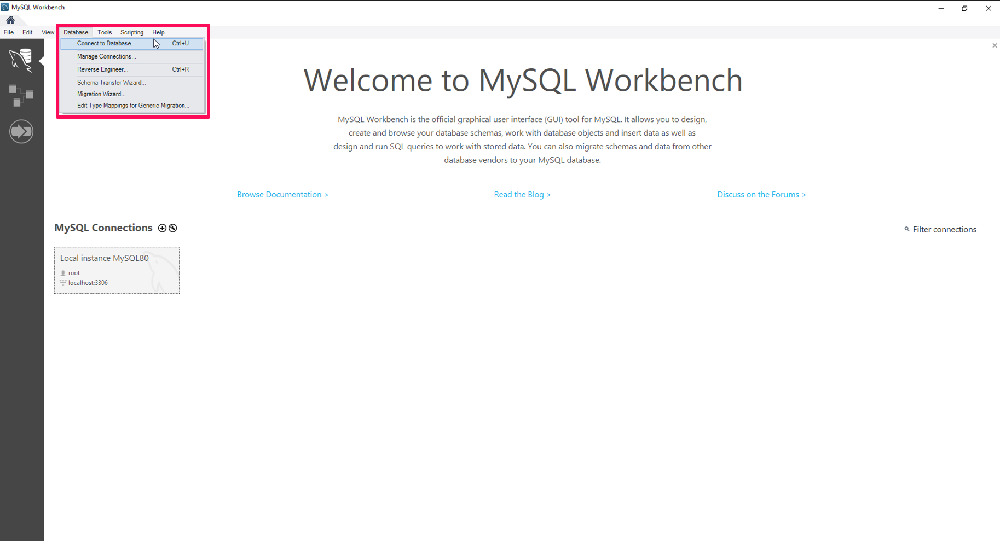 MySQL Workbench
File Edit View Database Tools Scripting Help
Connect to Database... Ctrl+U
Manage Connections...
Reverse Engineer... Ctrl+R
Schema Transfer Wizard...
Migration Wizard...
Edit Type Mappings for Generic Migration...
Welcome to MySQL Workbench
MySQL Workbench is the official graphical user interface (GUI) tool for MySQL. It allows you to design,
create and browse your database schemas, work with database objects and insert data as well as
design and run SQL queries to work with stored data. You can also migrate schemas and data from other
database vendors to your MySQL database.
Browse Documentation > Read the Blog > Discuss on the Forums >
MySQL Connections
Filter connections
Local instance MySQL80
root
localhost:3306